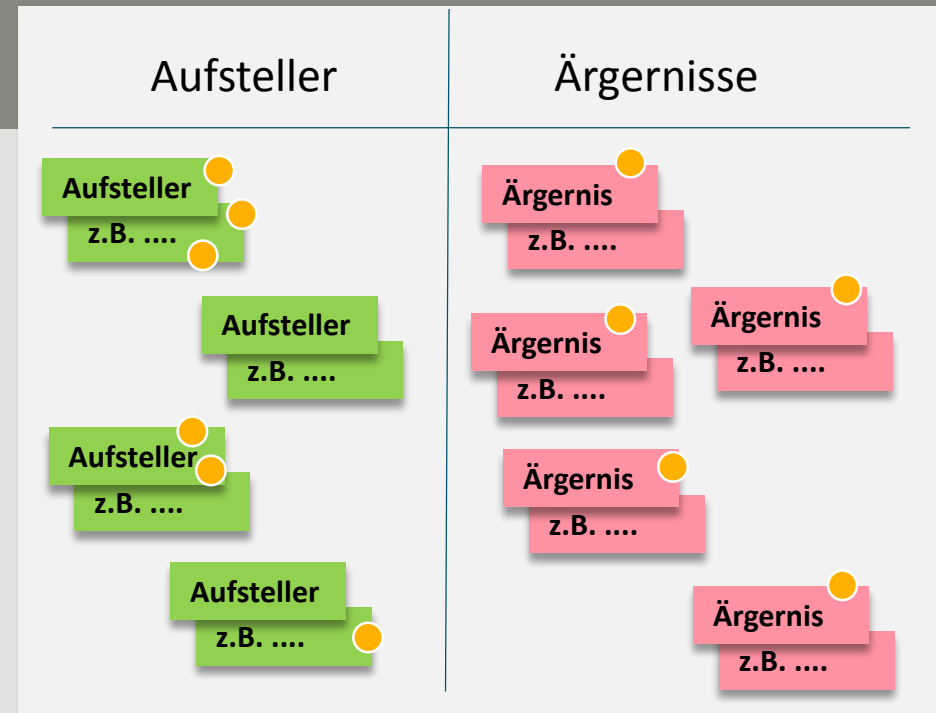 Aufsteller
Ärgernisse
Aufsteller
z.B. ....
Aufsteller
z.B. ....
Aufsteller
z.B. ....
Aufsteller
z.B. ....
Ärgernis
z.B. ....
Ärgernis
z.B. ....
Ärgernis
z.B. ....
Ärgernis
z.B. ....
Ärgernis
z.B. ....